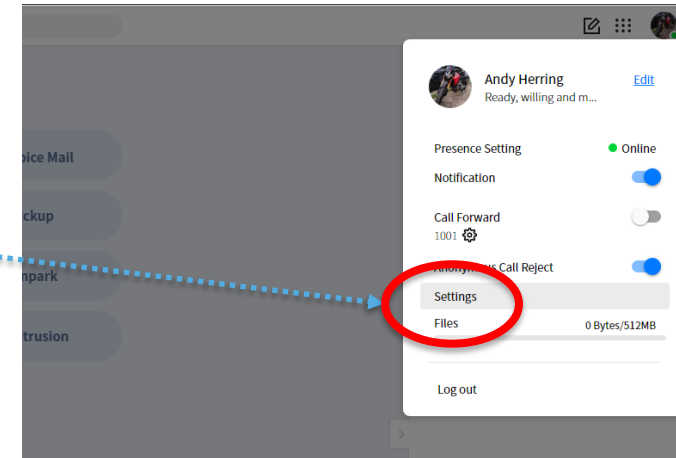 Andy Herring
Edit
Ready, willing and m...
Presence Setting
Online
Notification
oice Mail
Call Forward
ckup
1001
Anonymous Call Reject
npark
Settings
Files
0 Bytes/512MB
trusion
Log out